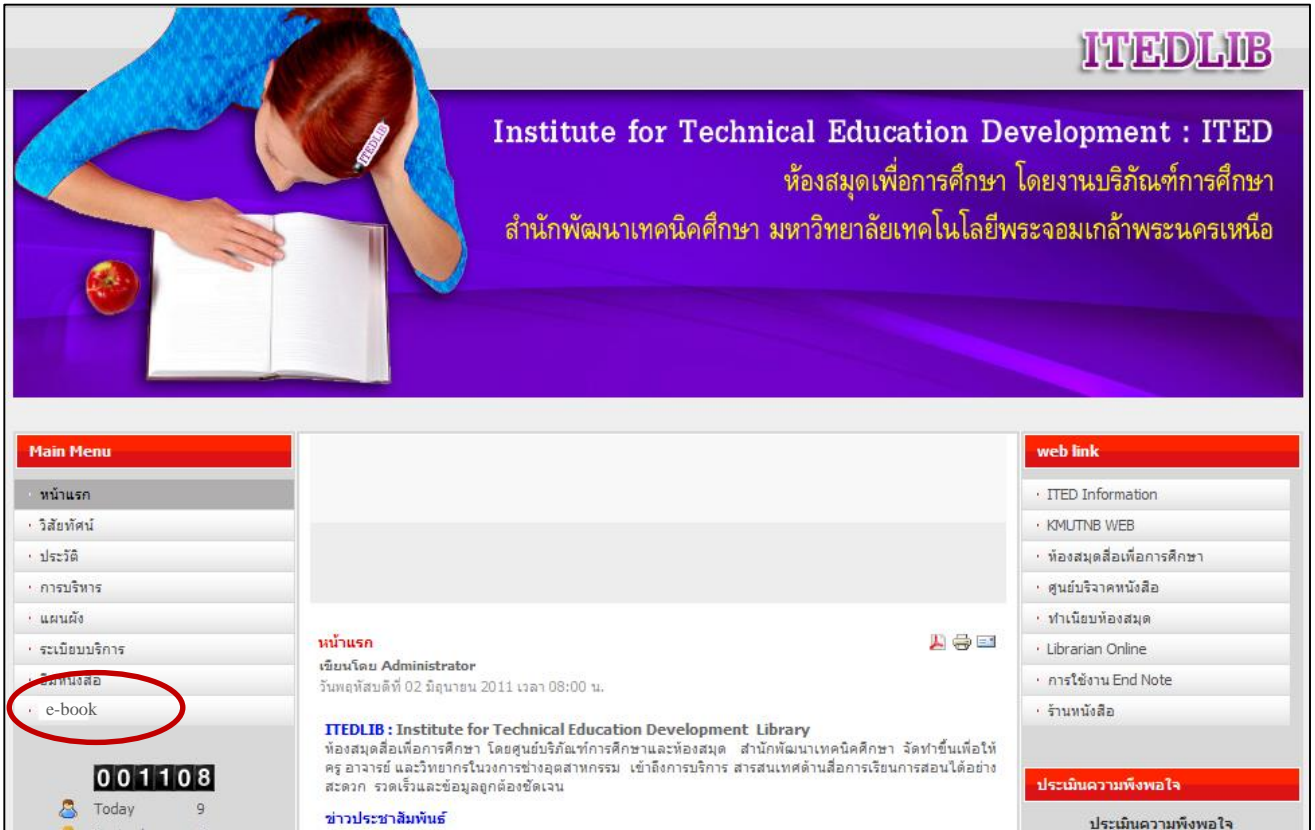 ITEDLIB
ITEDLIB
Institute for Technical Education Development : ITED
ห้องสมุดเพื่อการศึกษา โดยงานบริภัณฑ์การศึกษา
สำนักพัฒนาเทคนิคศึกษา มหาวิทยาลัยเทคโนโลยีพระจอมเกล้าพระนครเหนือ
Main Menu
หน้าแรก
วิสัยทัศน์
ประวัติ
การบริหาร
แผนผัง
ระเบียบบริการ
ยืมหนังสือ
e-book
001108
Today 9
หน้าแรก
เขียนโดย Administrator
วันพฤหัสบดีที่ 02 มิถุนายน 2011 เวลา 08:00 น.
ITEDLIB : Institute for Technical Education Development Library
ห้องสมุดสื่อเพื่อการศึกษา โดยศูนย์บริภัณฑ์การศึกษาและห้องสมุด สำนักพัฒนาเทคนิคศึกษา จัดทำขึ้นเพื่อให้
ครู อาจารย์ และวิทยากรในวงการช่างอุตสาหกรรม เข้าถึงการบริการ สารสนเทศด้านสื่อการเรียนการสอนได้อย่าง
สะดวก รวดเร็วและข้อมูลถูกต้องชัดเจน
ข่าวประชาสัมพันธ์
web link
ITED Information
KMUTNB WEB
ห้องสมุดสื่อเพื่อการศึกษา
ศูนย์บริจาคหนังสือ
ทำเนียบห้องสมุด
Librarian Online
การใช้งาน End Note
ร้านหนังสือ
ประเมินความพึงพอใจ
ประเมินความพึงพอใจ